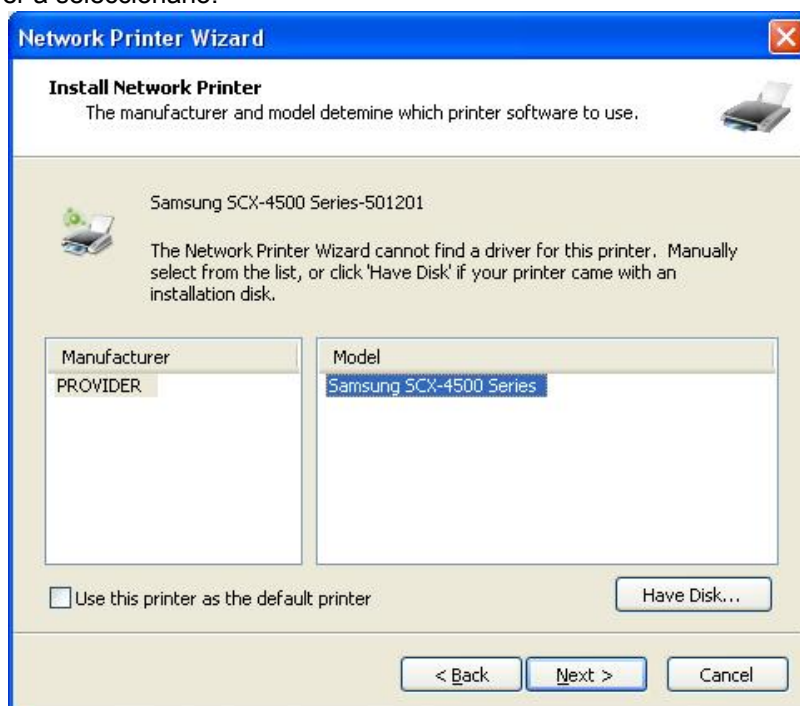 Network Printer Wizard
Install Network Printer
The manufacturer and model detemine which printer software to use.
Samsung SCX-4500 Series-501201
The Network Printer Wizard cannot find a driver for this printer. Manually
select from the list, or click 'Have Disk' if your printer came with an
installation disk.
Manufacturer
Model
PROVIDER
Samsung SCX-4500 Series
Use this printer as the default printer
Have Disk...
< Back
Next >
Cancel